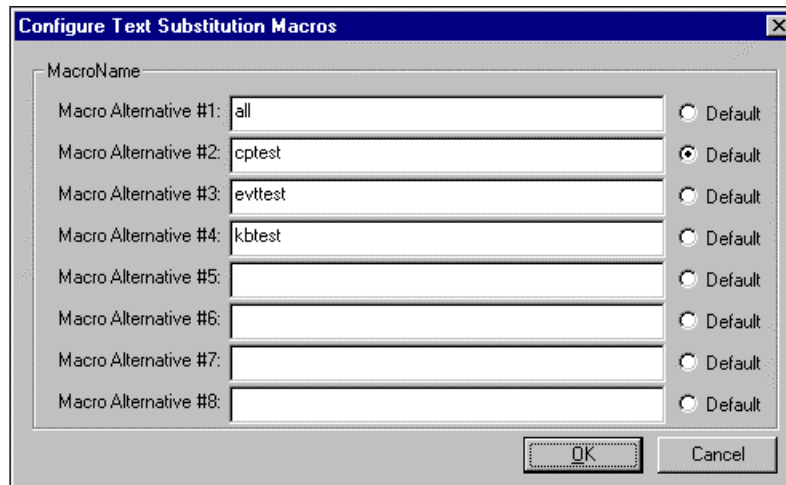 Configure Text Substitution Macros
MacroName
Macro Alternative #1: all Default
Macro Alternative #2: cptest Default
Macro Alternative #3: evttest Default
Macro Alternative #4: kbtest Default
Macro Alternative #5: Default
Macro Alternative #6: Default
Macro Alternative #7: Default
Macro Alternative #8: Default
OK Cancel